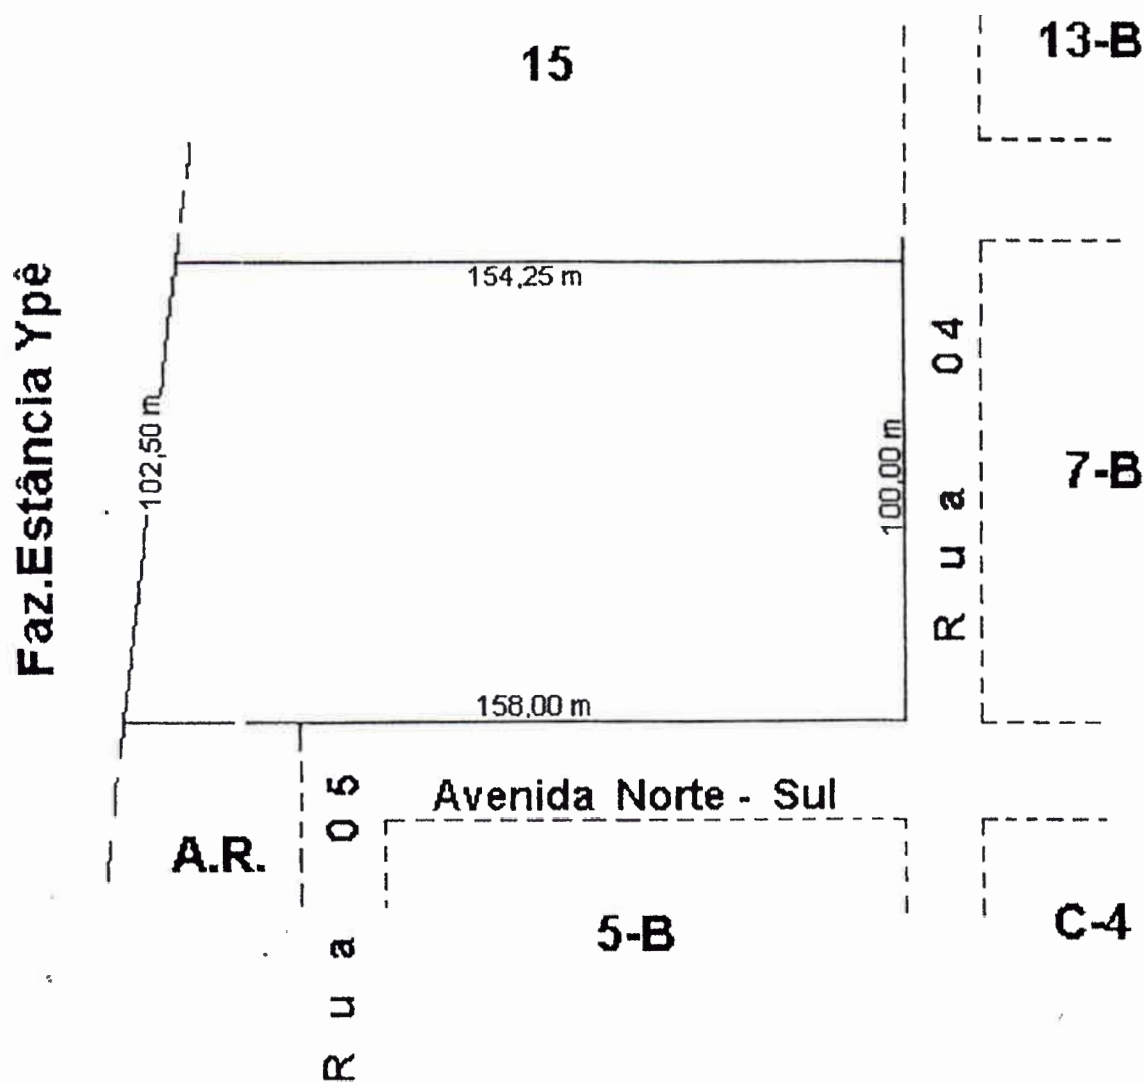 15
13-B
Faz.Estância Ypê
154,25 m
102,50 m
100,00 m
Rua 04
7-B
158,00 m
Avenida Norte - Sul
A.R.
Rua 05
5-B
C-4